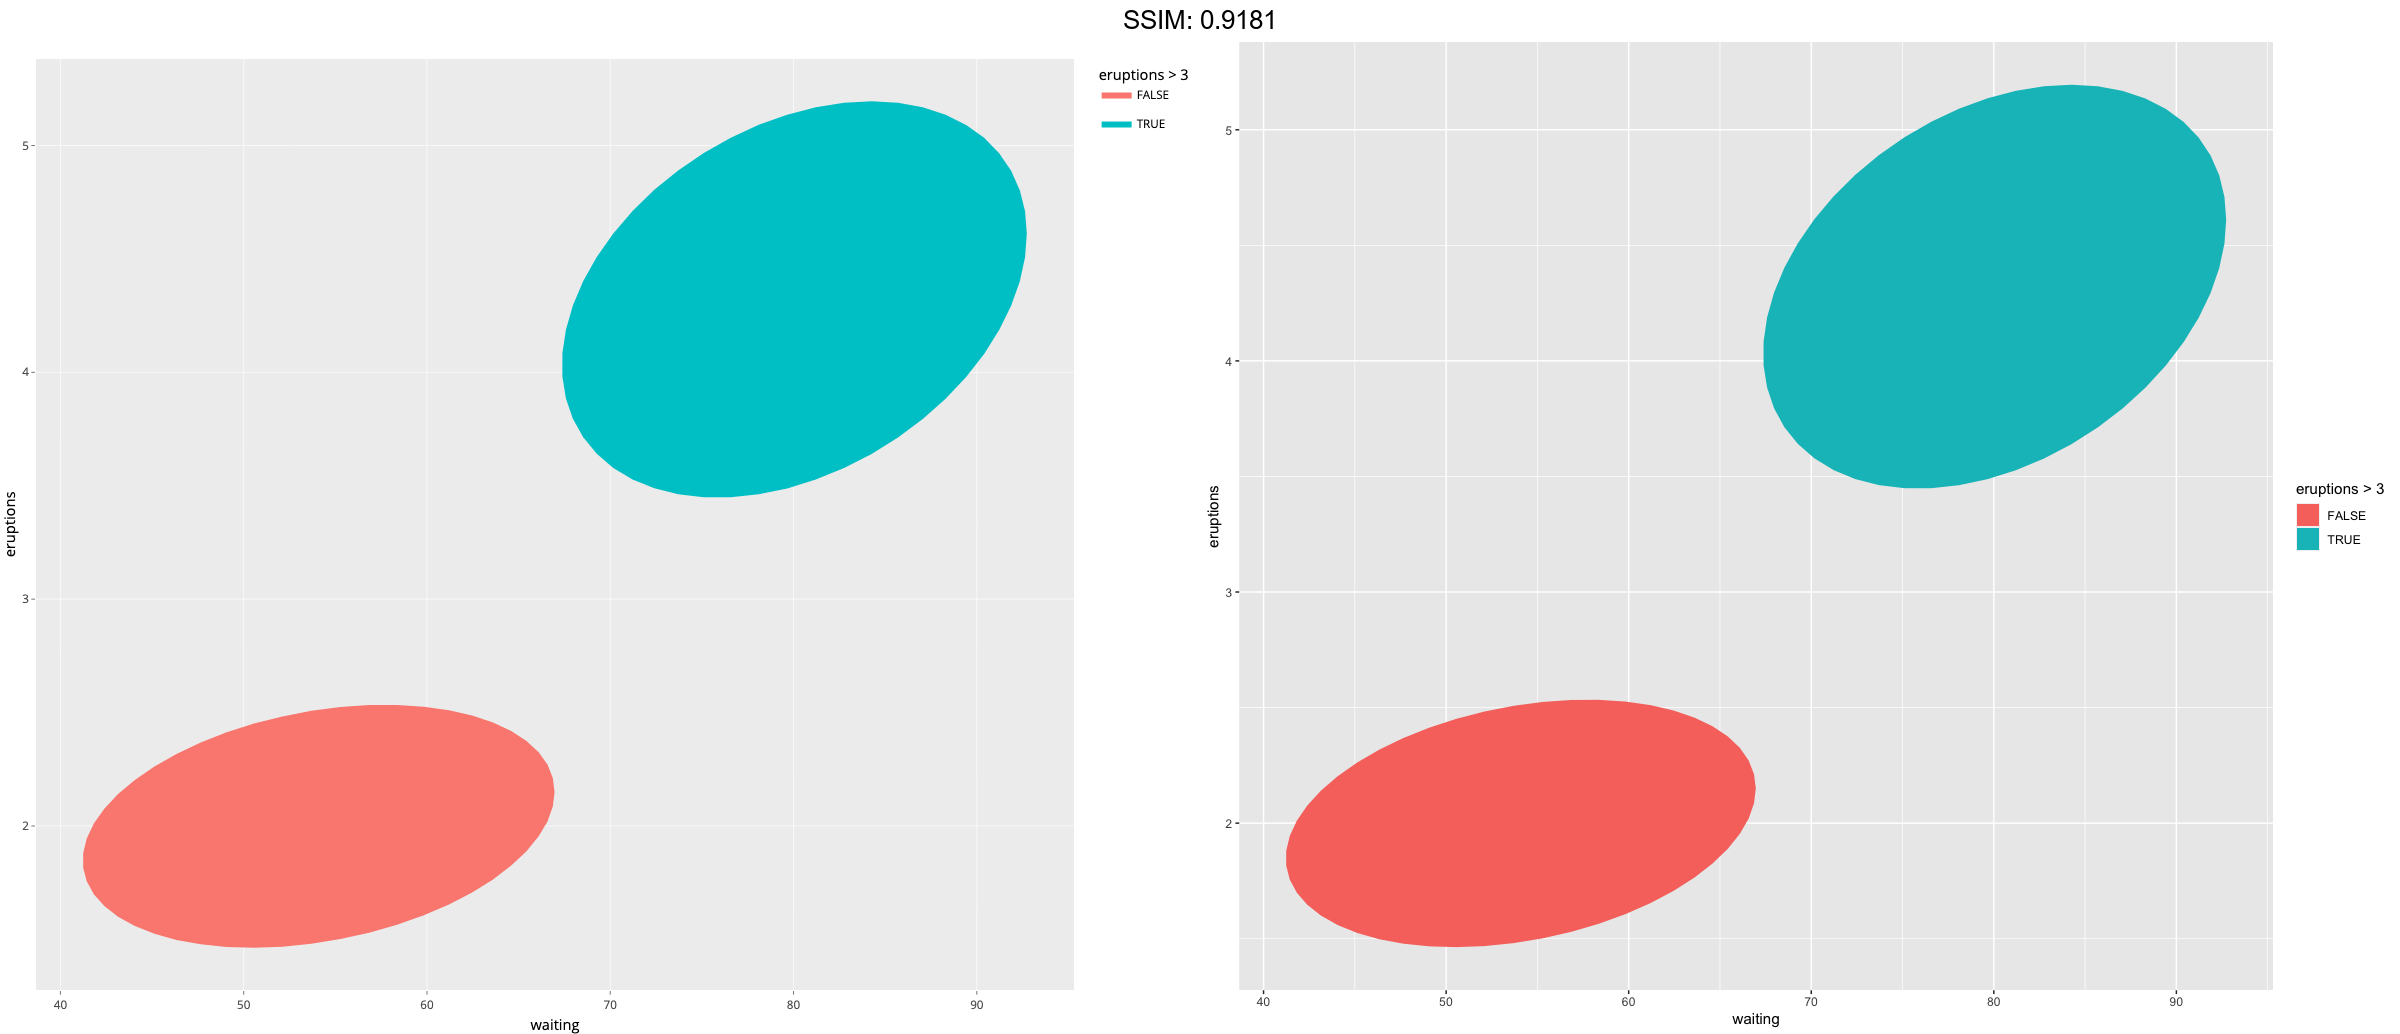 SSIM: 0.9181
eruptions > 3
FALSE
TRUE
5
4
3
2
eruptions
40 50 60 70 80 90
waiting
5
4
3
2
eruptions
40 50 60 70 80 90
waiting
eruptions > 3
FALSE
TRUE